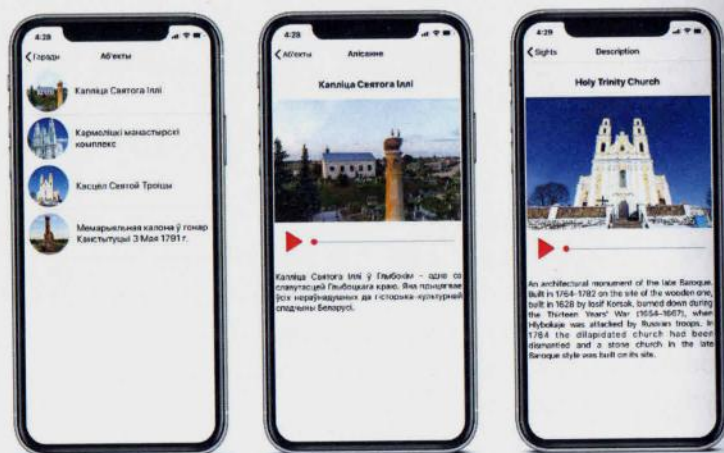 4:28
Гарады
Аб'екты
Капліца Святога Іллі
Кармяліцкі манастырскі
комплекс
Касцёл Святой Троіцы
Мемарыяльная калона ў гонар
Канстытуцыі 3 Мая 1791 г.
4:28
Аб'екты
Апісанне
Капліца Святога Іллі
Капліца Святога Іллі ў Глыбокім – адна са
славутасцей Глыбоцкага краю. Яна прыцягвае
ўсіх нераўнадушных да гісторыка-культурнай
спадчыны Беларусі.
4:29
Sights
Description
Holy Trinity Church
An architectural monument of the late Baroque.
Built in 1764–1782 on the site of the wooden one,
built in 1628 by Iosif Korsak, burned down during
the Thirteen Years' War (1654–1667), when
Hlybokaje was attacked by Russian troops. In
1764 the dilapidated church had been
dismantled and a stone church in the late
Baroque style was built on its site.